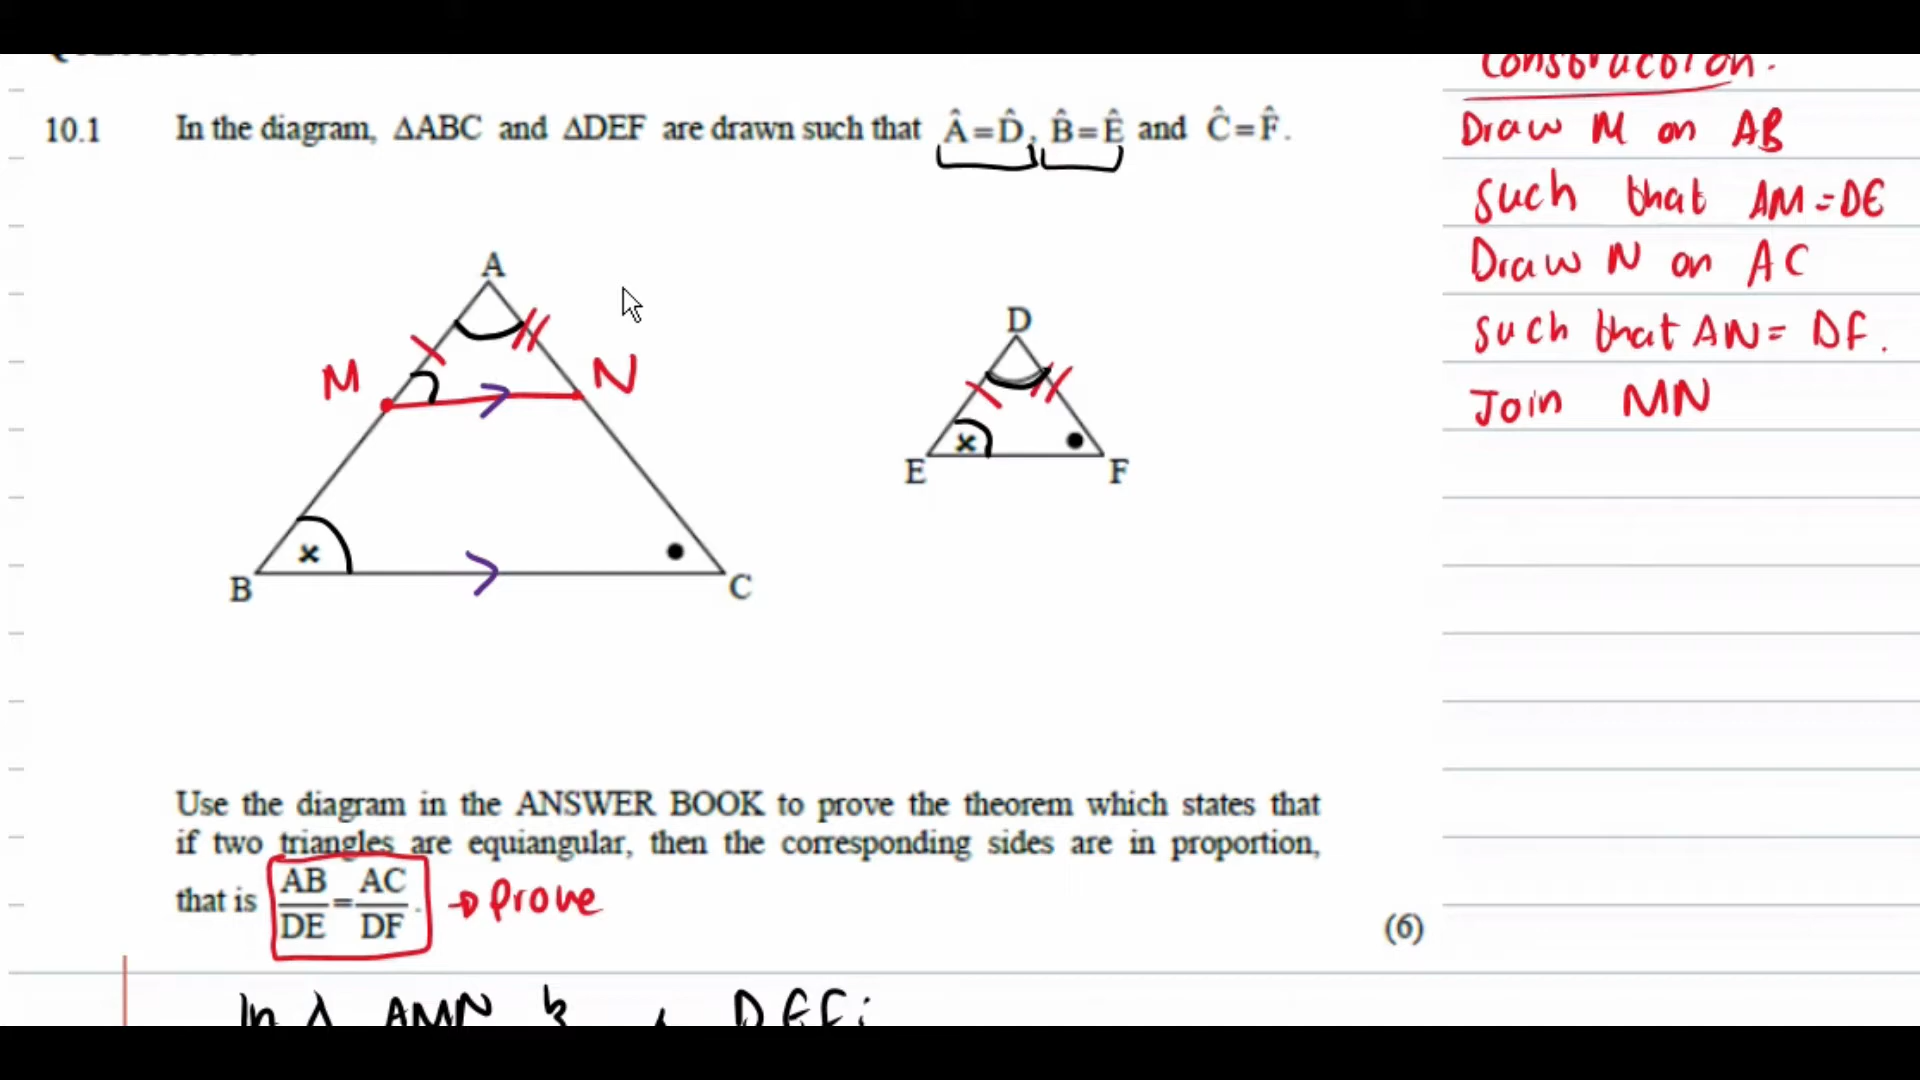 Construction.
10.1 In the diagram, ΔABC and ΔDEF are drawn such that Â=D̂, B̂=Ê and Ĉ=F̂.
Draw M on AB
such that AM=DE
Draw N on AC
such that AN= DF.
Join MN
A
M
N
B
x
C
D
E
x
F
Use the diagram in the ANSWER BOOK to prove the theorem which states that
if two triangles are equiangular, then the corresponding sides are in proportion,
that is AB/DE = AC/DF. → Prove
(6)
In Δ AMN & Δ DEF: